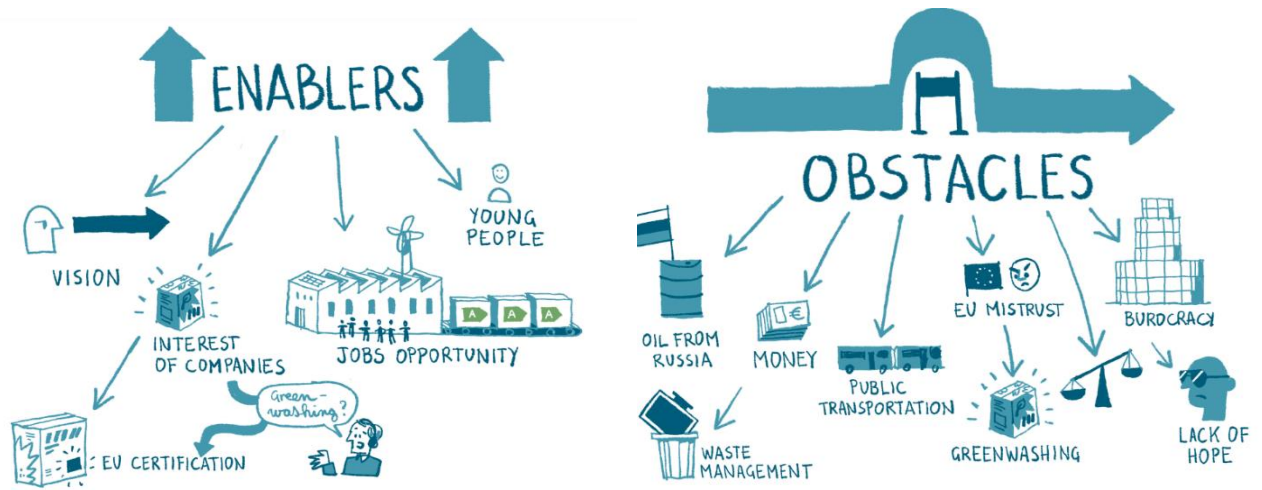 ENABLERS
VISION
INTEREST
OF COMPANIES
Green-
washing?
EU CERTIFICATION
JOBS OPPORTUNITY
A
A
A
YOUNG
PEOPLE
OBSTACLES
OIL FROM
RUSSIA
MONEY
€
WASTE
MANAGEMENT
PUBLIC
TRANSPORTATION
EU MISTRUST
GREENWASHING
BUROCRACY
LACK OF
HOPE